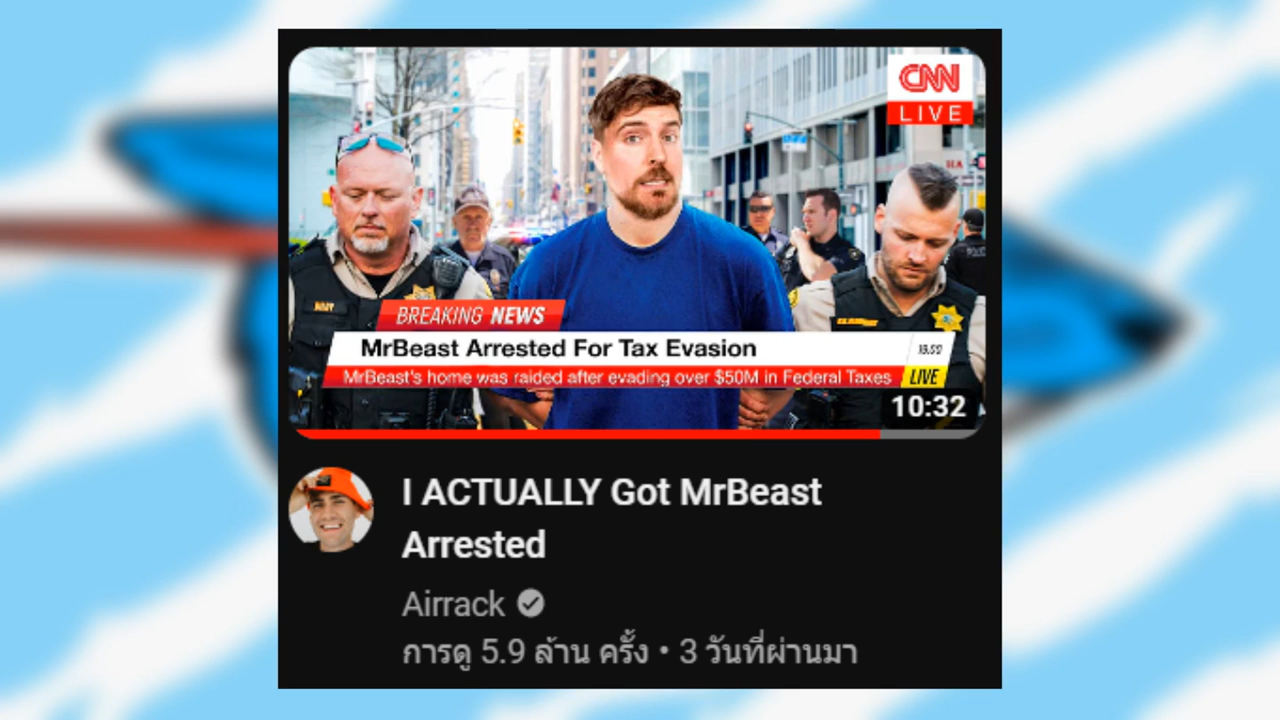 CNN
LIVE
BREAKING NEWS
MrBeast Arrested For Tax Evasion
MrBeast's home was raided after evading over $50M in Federal Taxes
LIVE
10:32
I ACTUALLY Got MrBeast
Arrested
Airrack
การดู 5.9 ล้าน ครั้ง • 3 วันที่ผ่านมา